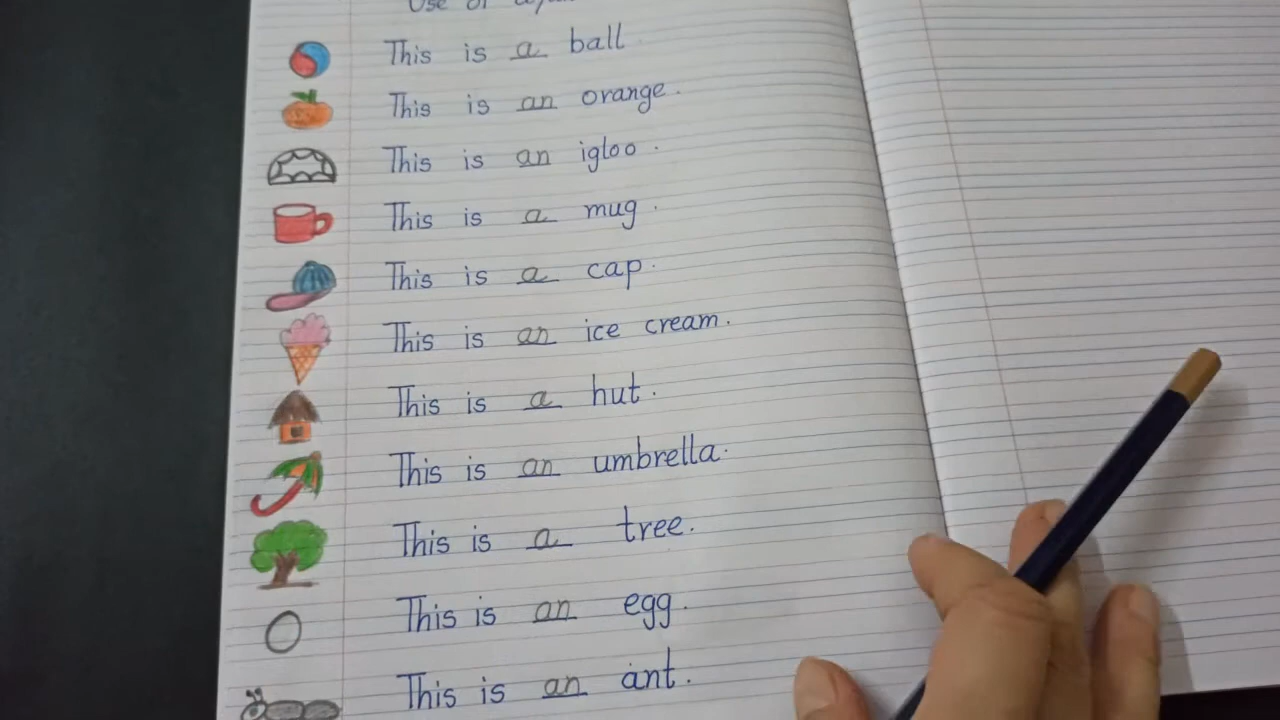 Use of
This is a ball
This is an orange.
This is an igloo.
This is a mug.
This is a cap.
This is an ice cream.
This is a hut.
This is an umbrella.
This is a tree.
This is an egg.
This is an ant.